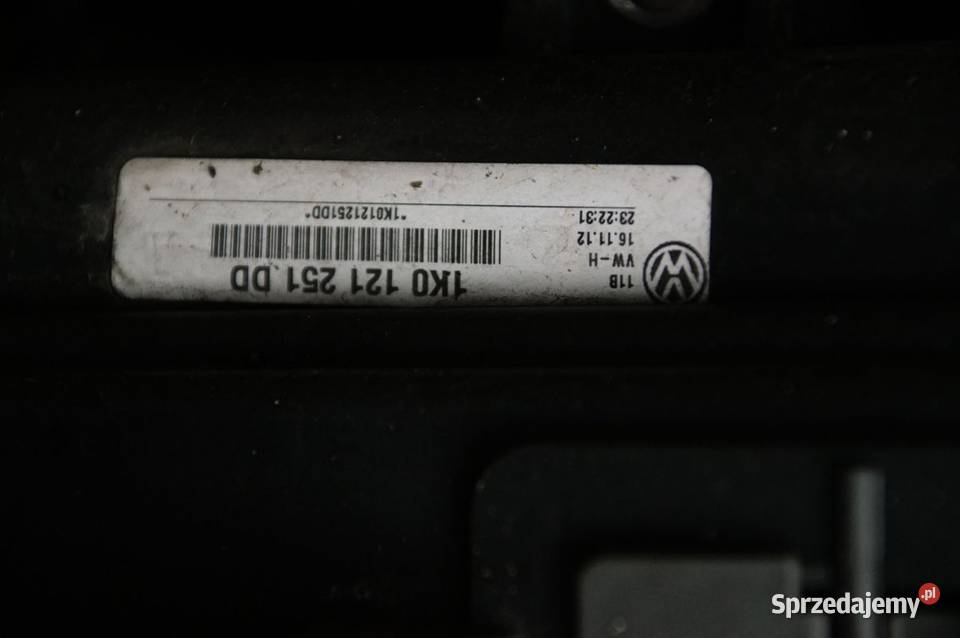 11B
VW-H
16.11.12
23:22:31
1K0 121 251 DD
*1K0121251DD*
Sprzedajemy.pl